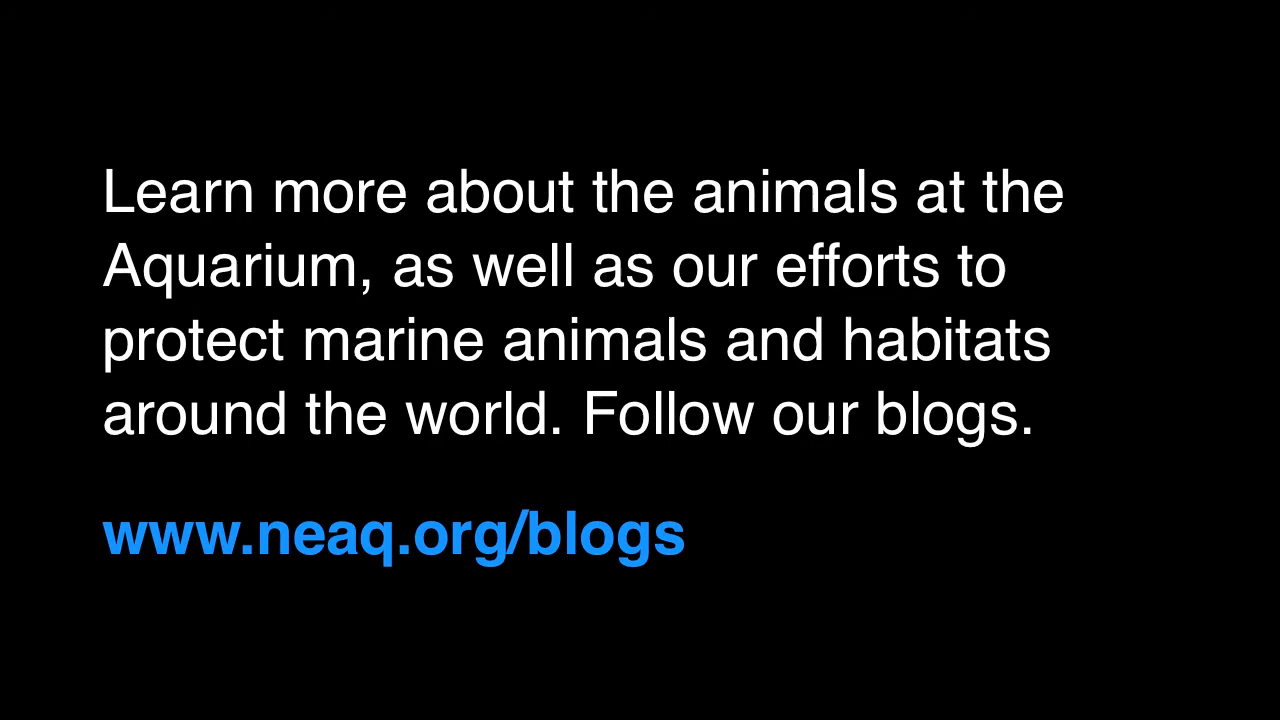 Learn more about the animals at the
Aquarium, as well as our efforts to
protect marine animals and habitats
around the world. Follow our blogs.
www.neaq.org/blogs